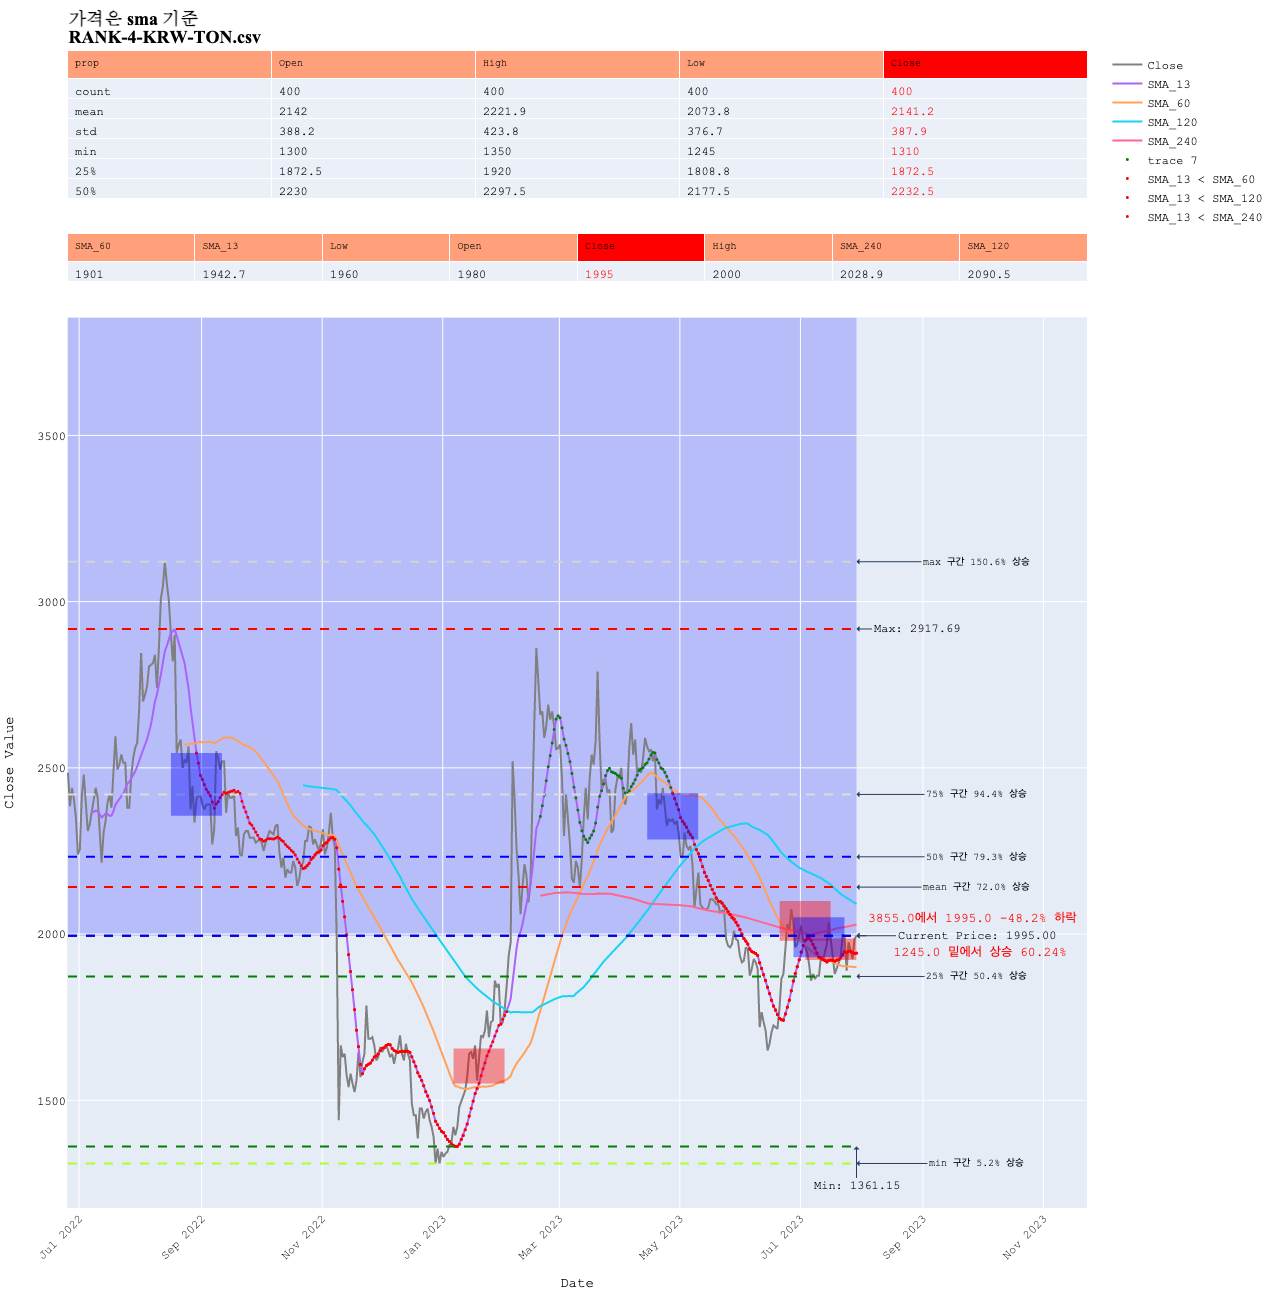 가격은 sma 기준
RANK-4-KRW-TON.csv
prop Open High Low Close
count 400 400 400 400
mean 2142 2221.9 2073.8 2141.2
std 388.2 423.8 376.7 387.9
min 1300 1350 1245 1310
25% 1872.5 1920 1808.8 1872.5
50% 2230 2297.5 2177.5 2232.5
SMA_60 SMA_13 Low Open Close High SMA_240 SMA_120
1901 1942.7 1960 1980 1995 2000 2028.9 2090.5
Close
SMA_13
SMA_60
SMA_120
SMA_240
trace 7
SMA_13 < SMA_60
SMA_13 < SMA_120
SMA_13 < SMA_240
Close Value
3500
3000
2500
2000
1500
max 구간 150.6% 상승
Max: 2917.69
75% 구간 94.4% 상승
50% 구간 79.3% 상승
mean 구간 72.0% 상승
3855.0에서 1995.0 -48.2% 하락
Current Price: 1995.00
1245.0 밑에서 상승 60.24%
25% 구간 50.4% 상승
min 구간 5.2% 상승
Min: 1361.15
Jul 2022
Sep 2022
Nov 2022
Jan 2023
Mar 2023
May 2023
Jul 2023
Sep 2023
Nov 2023
Date